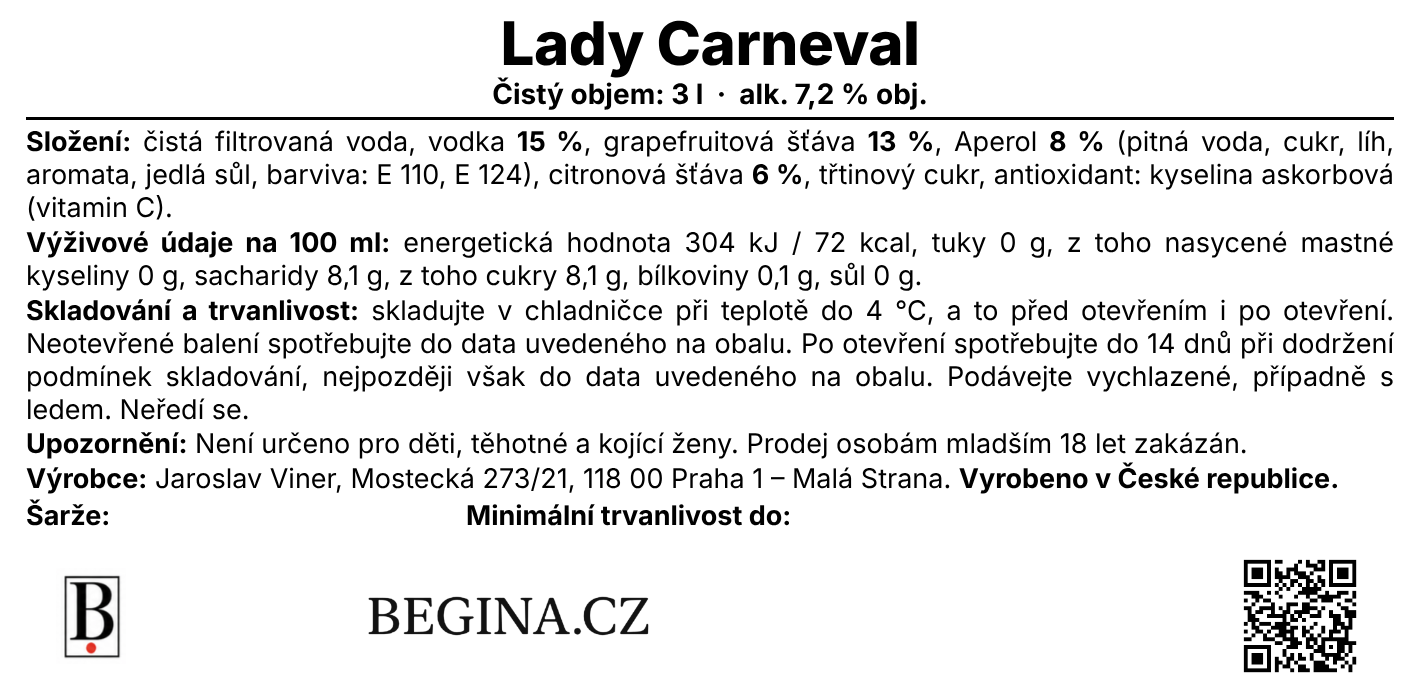 Lady Carneval
Čistý objem: 3 l · alk. 7,2 % obj.
Složení: čistá filtrovaná voda, vodka 15 %, grapefruitová šťáva 13 %, Aperol 8 % (pitná voda, cukr, líh,
aromata, jedlá sůl, barviva: E 110, E 124), citronová šťáva 6 %, třtinový cukr, antioxidant: kyselina askorbová
(vitamin C).
Výživové údaje na 100 ml: energetická hodnota 304 kJ / 72 kcal, tuky 0 g, z toho nasycené mastné
kyseliny 0 g, sacharidy 8,1 g, z toho cukry 8,1 g, bílkoviny 0,1 g, sůl 0 g.
Skladování a trvanlivost: skladujte v chladničce při teplotě do 4 °C, a to před otevřením i po otevření.
Neotevřené balení spotřebujte do data uvedeného na obalu. Po otevření spotřebujte do 14 dnů při dodržení
podmínek skladování, nejpozději však do data uvedeného na obalu. Podávejte vychlazené, případně s
ledem. Neředí se.
Upozornění: Není určeno pro děti, těhotné a kojící ženy. Prodej osobám mladším 18 let zakázán.
Výrobce: Jaroslav Viner, Mostecká 273/21, 118 00 Praha 1 – Malá Strana. Vyrobeno v České republice.
Šarže: Minimální trvanlivost do:
B BEGINA.CZ